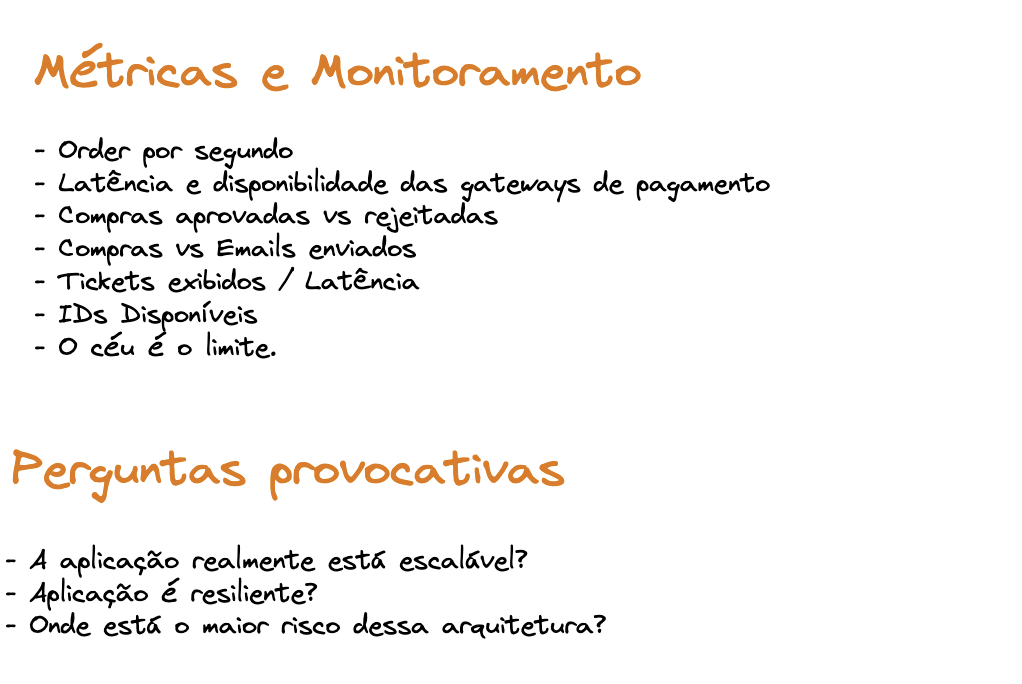 Métricas e Monitoramento
- Order por segundo
- Latência e disponibilidade das gateways de pagamento
- Compras aprovadas vs rejeitadas
- Compras vs Emails enviados
- Tickets exibidos / Latência
- IDs Disponíveis
- O céu é o limite.
Perguntas provocativas
- A aplicação realmente está escalável?
- Aplicação é resiliente?
- Onde está o maior risco dessa arquitetura?